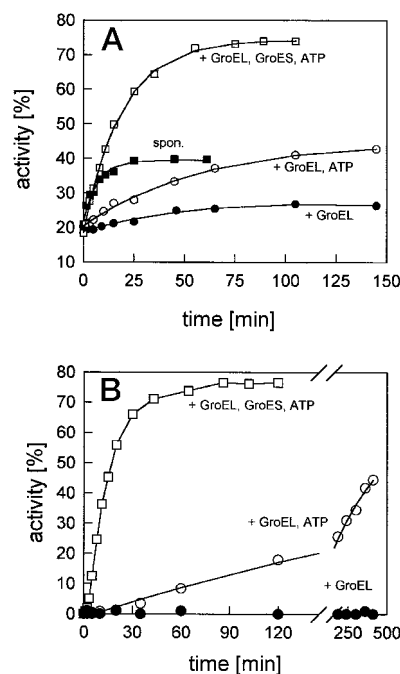 A
80
70
60
50
40
30
20
10
activity [%]
+ GroEL, GroES, ATP
spon.
+ GroEL, ATP
+ GroEL
0 25 50 75 100 125 150
time [min]
B
80
70
60
50
40
30
20
10
0
activity [%]
+ GroEL, GroES, ATP
+ GroEL, ATP
+ GroEL
0 30 60 90 120 250 500
time [min]